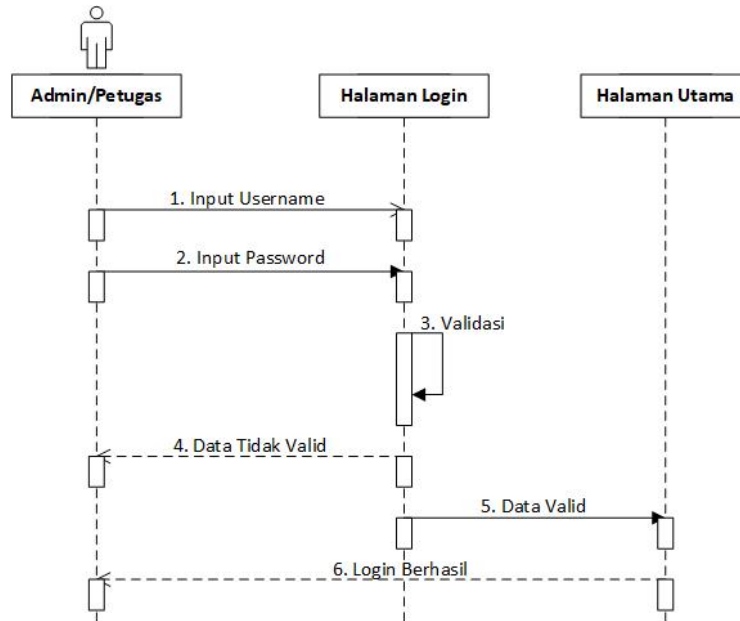 Admin/Petugas
Halaman Login
Halaman Utama
1. Input Username
2. Input Password
3. Validasi
4. Data Tidak Valid
5. Data Valid
6. Login Berhasil